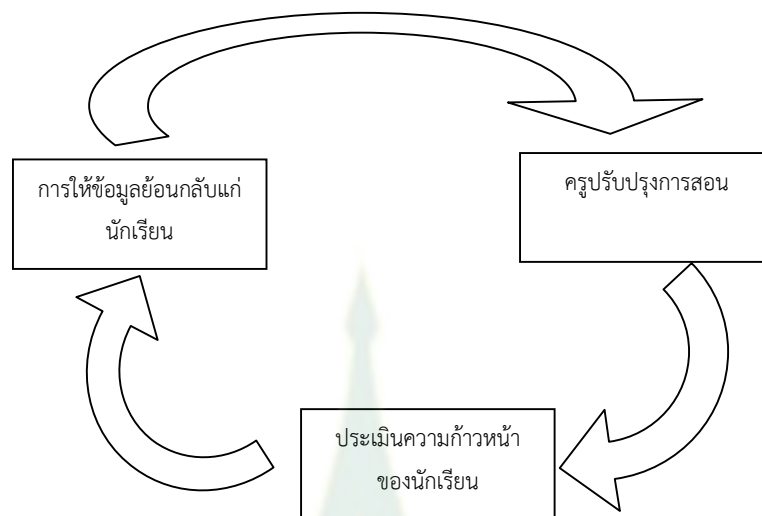 การให้ข้อมูลย้อนกลับแก่
นักเรียน
ครูปรับปรุงการสอน
ประเมินความก้าวหน้า
ของนักเรียน